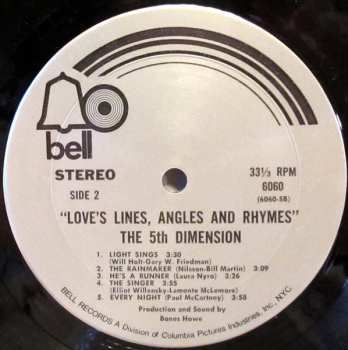 bell
STEREO
33⅓ RPM
SIDE 2
6060
(6060-SB)
"LOVE'S LINES, ANGLES AND RHYMES"
THE 5th DIMENSION
1. LIGHT SINGS 3:30
(Will Holt-Gary W. Friedman)
2. THE RAINMAKER (Nilsson-Bill Martin) 3:09
3. HE'S A RUNNER (Laura Nyro) 3:26
4. THE SINGER 3:55
(Elliot Willensky-Lamonte McLemore)
5. EVERY NIGHT (Paul McCartney) 3:58
Production and Sound by
Bones Howe
BELL RECORDS A Division of Columbia Pictures Industries, Inc., NYC